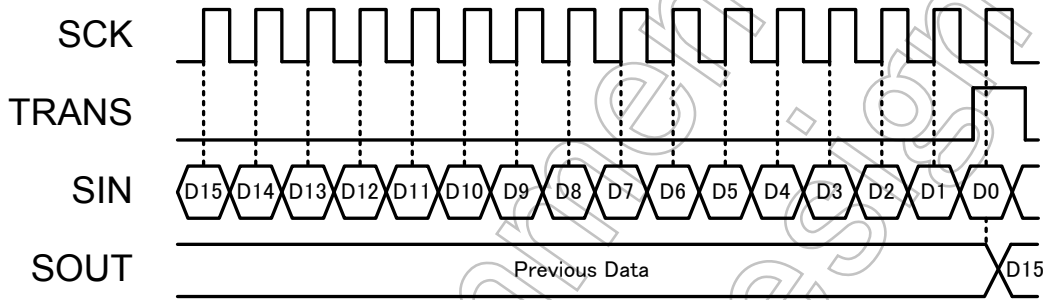 SCK
TRANS
SIN D15 D14 D13 D12 D11 D10 D9 D8 D7 D6 D5 D4 D3 D2 D1 D0
SOUT Previous Data D15